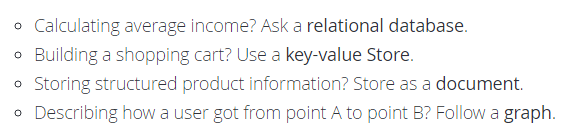 Calculating average income? Ask a relational database.
Building a shopping cart? Use a key-value Store.
Storing structured product information? Store as a document.
Describing how a user got from point A to point B? Follow a graph.